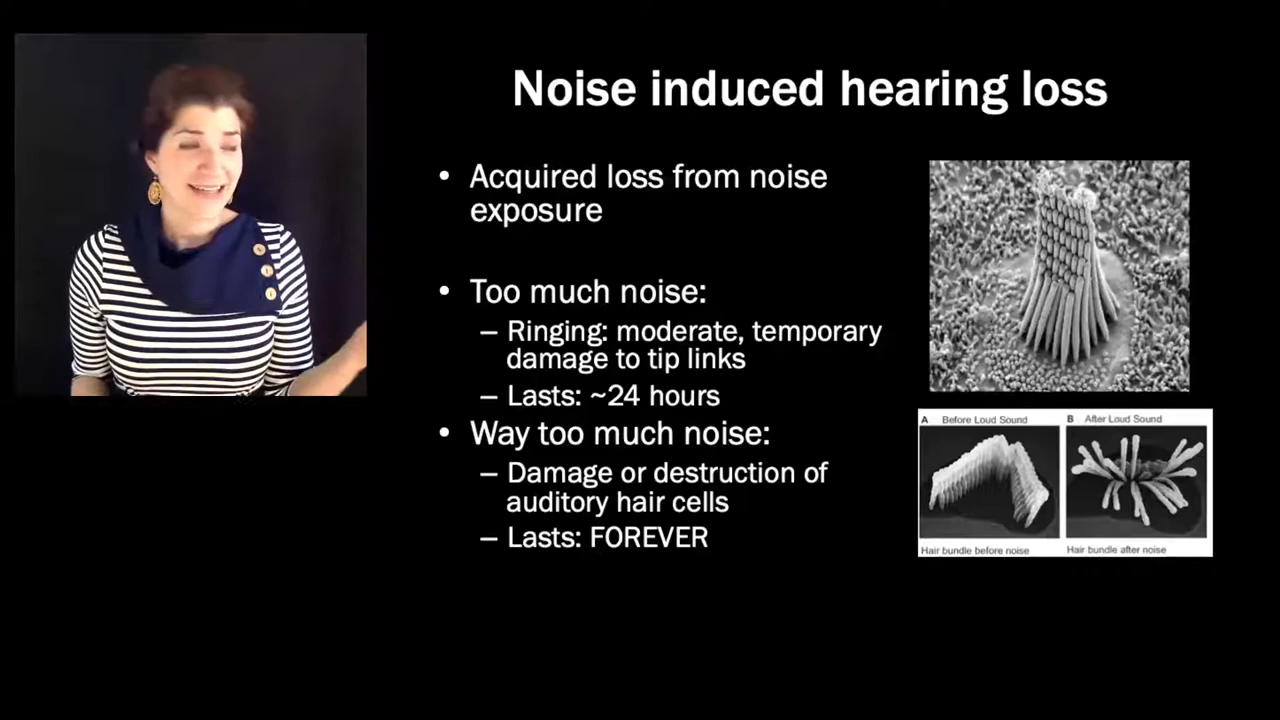 Noise induced hearing loss
• Acquired loss from noise
exposure
• Too much noise:
– Ringing: moderate, temporary
damage to tip links
– Lasts: ~24 hours
• Way too much noise:
– Damage or destruction of
auditory hair cells
– Lasts: FOREVER
A Before Loud Sound
B After Loud Sound
Hair bundle before noise
Hair bundle after noise